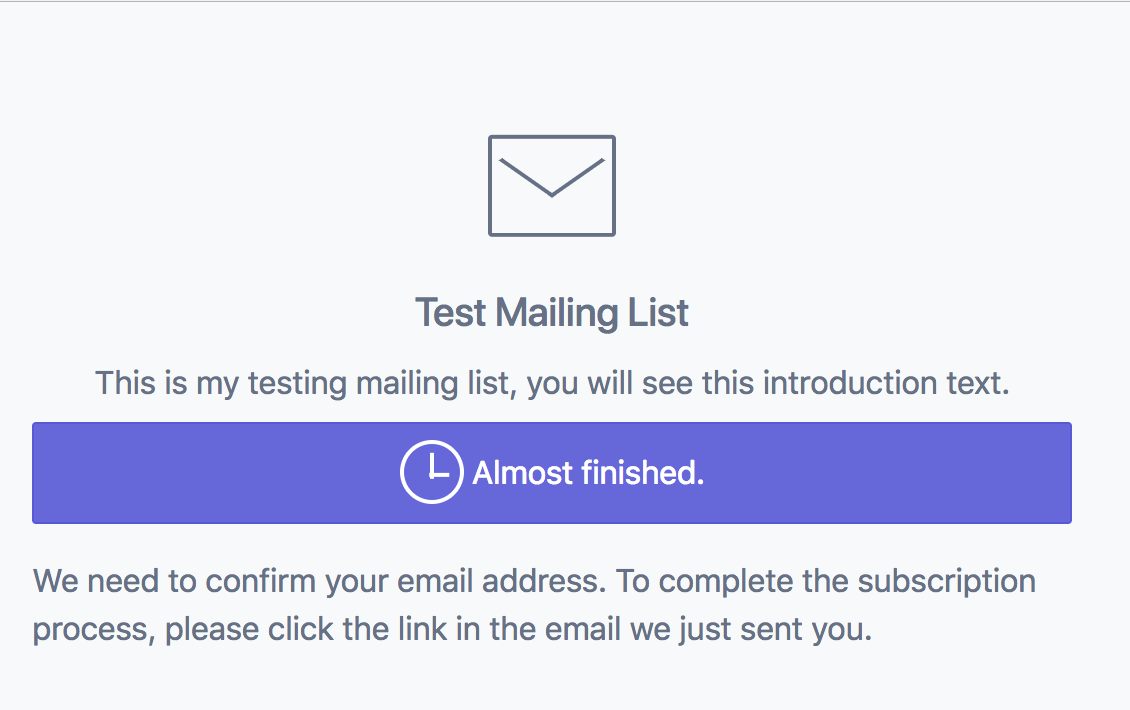 Test Mailing List
This is my testing mailing list, you will see this introduction text.
Almost finished.
We need to confirm your email address. To complete the subscription
process, please click the link in the email we just sent you.